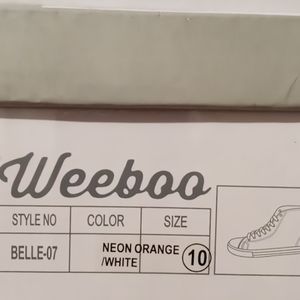 Weeboo
STYLE NO COLOR SIZE
BELLE-07 NEON ORANGE 10
/WHITE